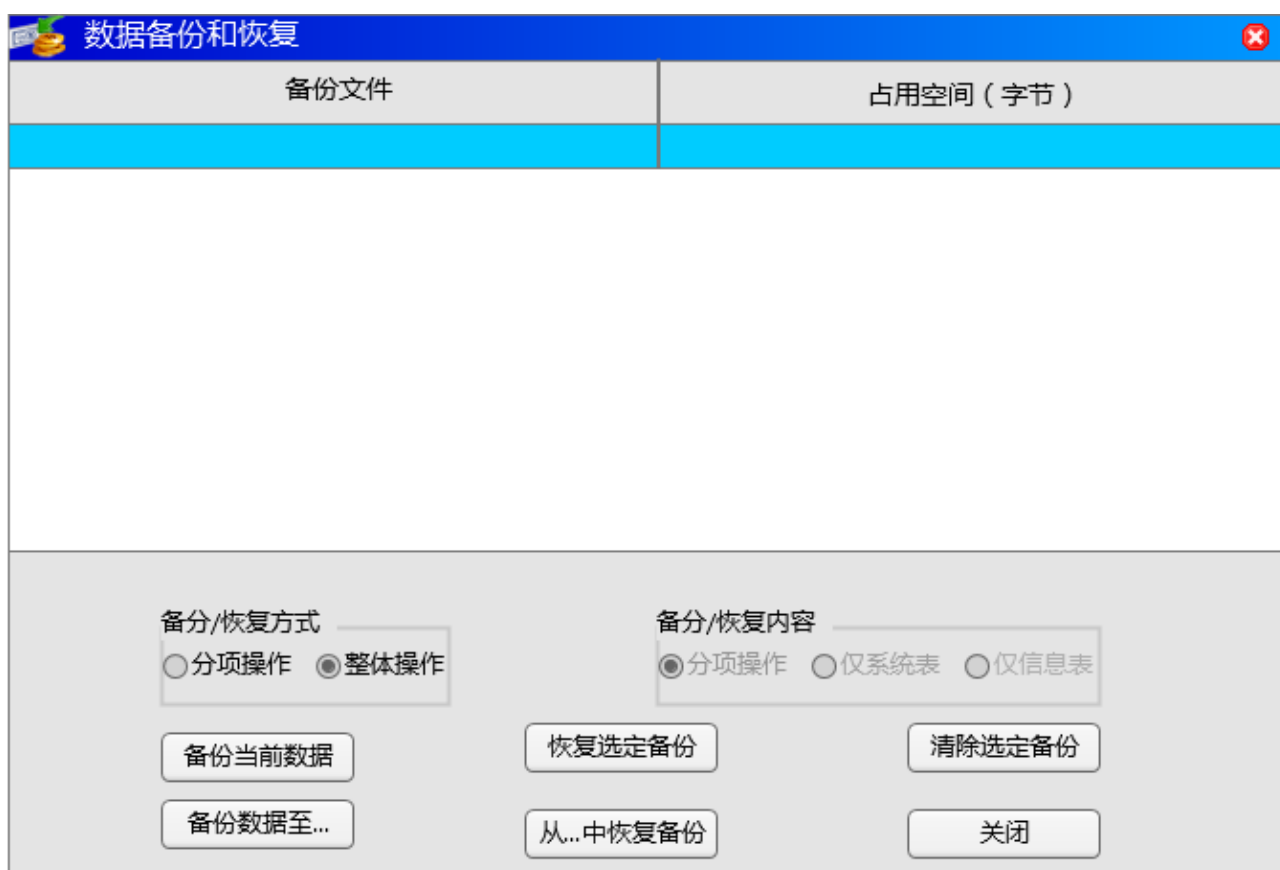 数据备份和恢复
备份文件 占用空间（字节）
备分/恢复方式 备分/恢复内容
分项操作 整体操作 分项操作 仅系统表 仅信息表
备份当前数据 恢复选定备份 清除选定备份
备份数据至... 从...中恢复备份 关闭